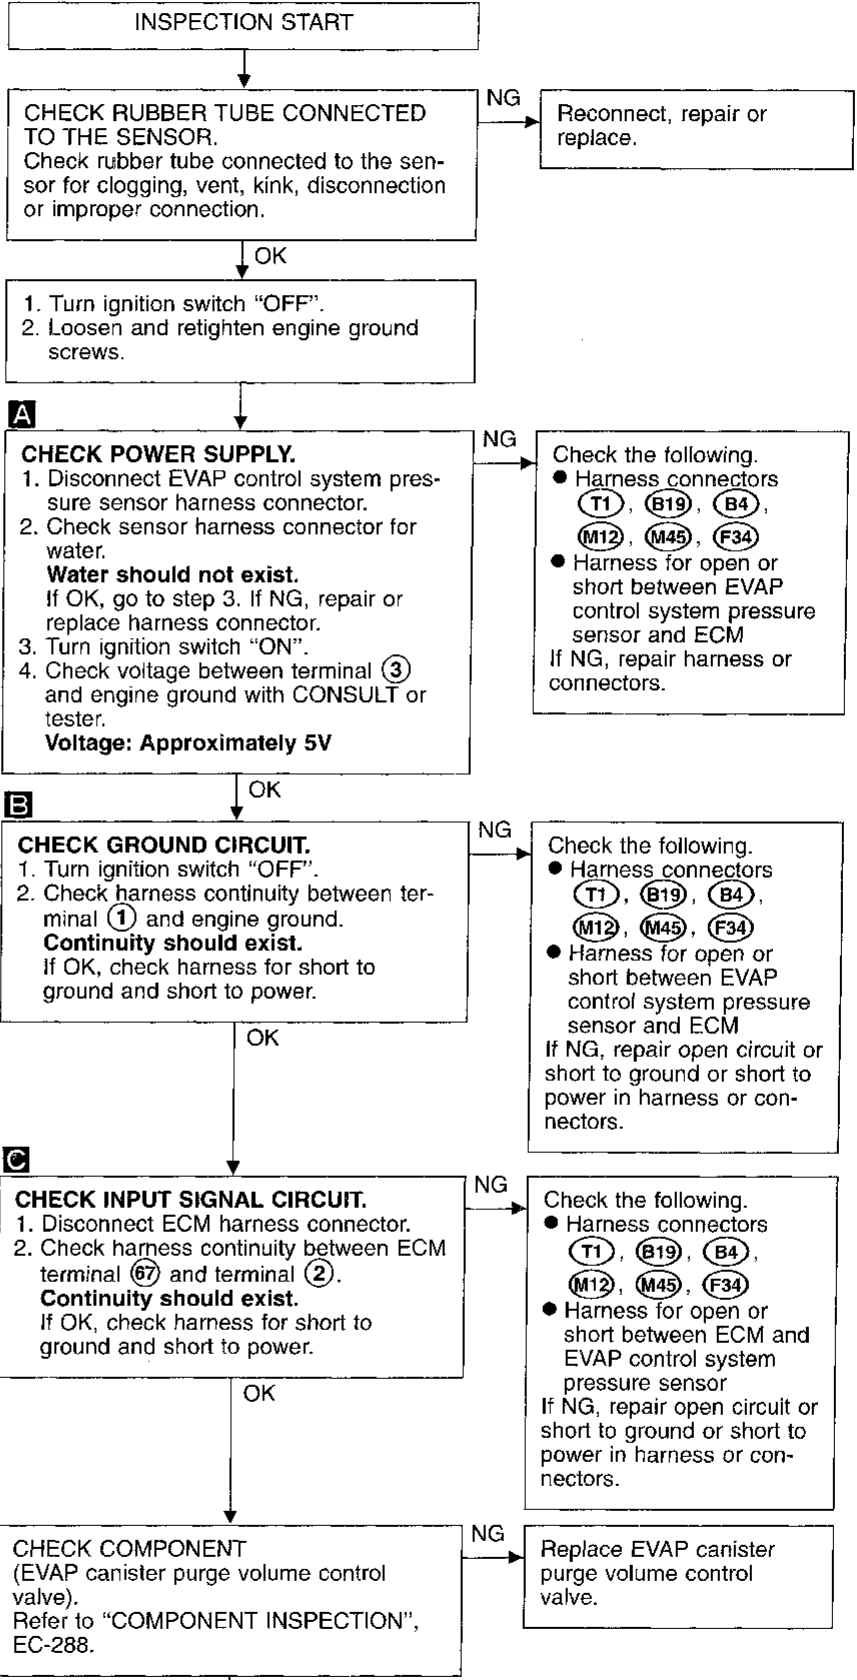 INSPECTION START
CHECK RUBBER TUBE CONNECTED
TO THE SENSOR.
Check rubber tube connected to the sen-
sor for clogging, vent, kink, disconnection
or improper connection.
NG
Reconnect, repair or
replace.
OK
1. Turn ignition switch “OFF”.
2. Loosen and retighten engine ground
screws.
A
CHECK POWER SUPPLY.
1. Disconnect EVAP control system pres-
sure sensor harness connector.
2. Check sensor harness connector for
water.
Water should not exist.
If OK, go to step 3. If NG, repair or
replace harness connector.
3. Turn ignition switch “ON”.
4. Check voltage between terminal ③
and engine ground with CONSULT or
tester.
Voltage: Approximately 5V
NG
Check the following.
● Harness connectors
T1, B19, B4,
M12, M45, F34
● Harness for open or
short between EVAP
control system pressure
sensor and ECM
If NG, repair harness or
connectors.
OK
B
CHECK GROUND CIRCUIT.
1. Turn ignition switch “OFF”.
2. Check harness continuity between ter-
minal ① and engine ground.
Continuity should exist.
If OK, check harness for short to
ground and short to power.
NG
Check the following.
● Harness connectors
T1, B19, B4,
M12, M45, F34
● Harness for open or
short between EVAP
control system pressure
sensor and ECM
If NG, repair open circuit or
short to ground or short to
power in harness or con-
nectors.
OK
C
CHECK INPUT SIGNAL CIRCUIT.
1. Disconnect ECM harness connector.
2. Check harness continuity between ECM
terminal 67 and terminal ②.
Continuity should exist.
If OK, check harness for short to
ground and short to power.
NG
Check the following.
● Harness connectors
T1, B19, B4,
M12, M45, F34
● Harness for open or
short between ECM and
EVAP control system
pressure sensor
If NG, repair open circuit or
short to ground or short to
power in harness or con-
nectors.
OK
CHECK COMPONENT
(EVAP canister purge volume control
valve).
Refer to “COMPONENT INSPECTION”,
EC-288.
NG
Replace EVAP canister
purge volume control
valve.